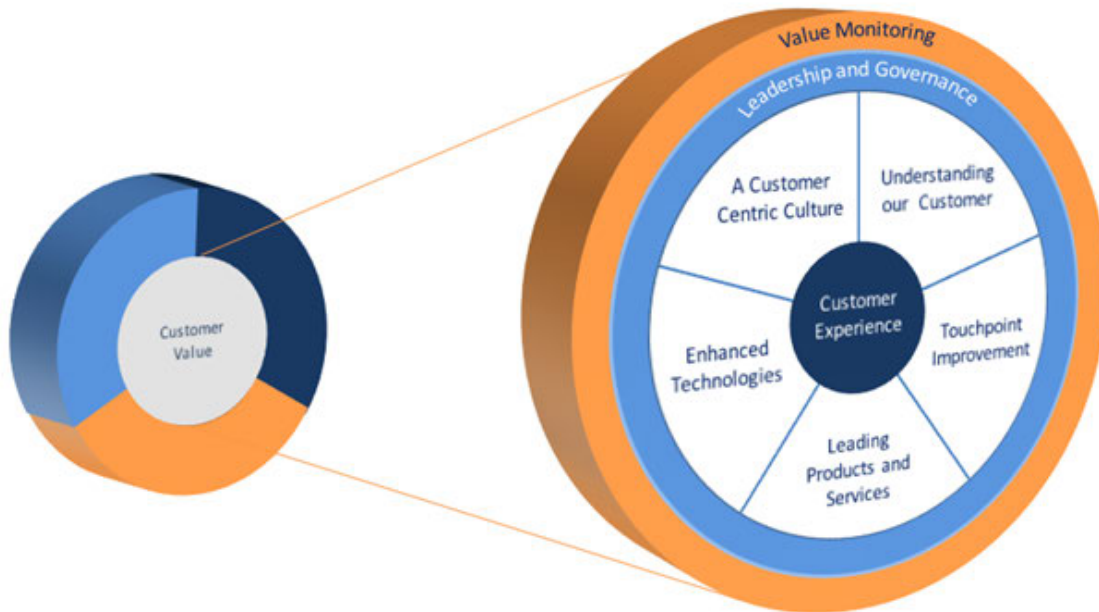 Customer
Value
Value Monitoring
Leadership and Governance
A Customer
Centric Culture
Understanding
our Customer
Customer
Experience
Touchpoint
Improvement
Enhanced
Technologies
Leading
Products and
Services